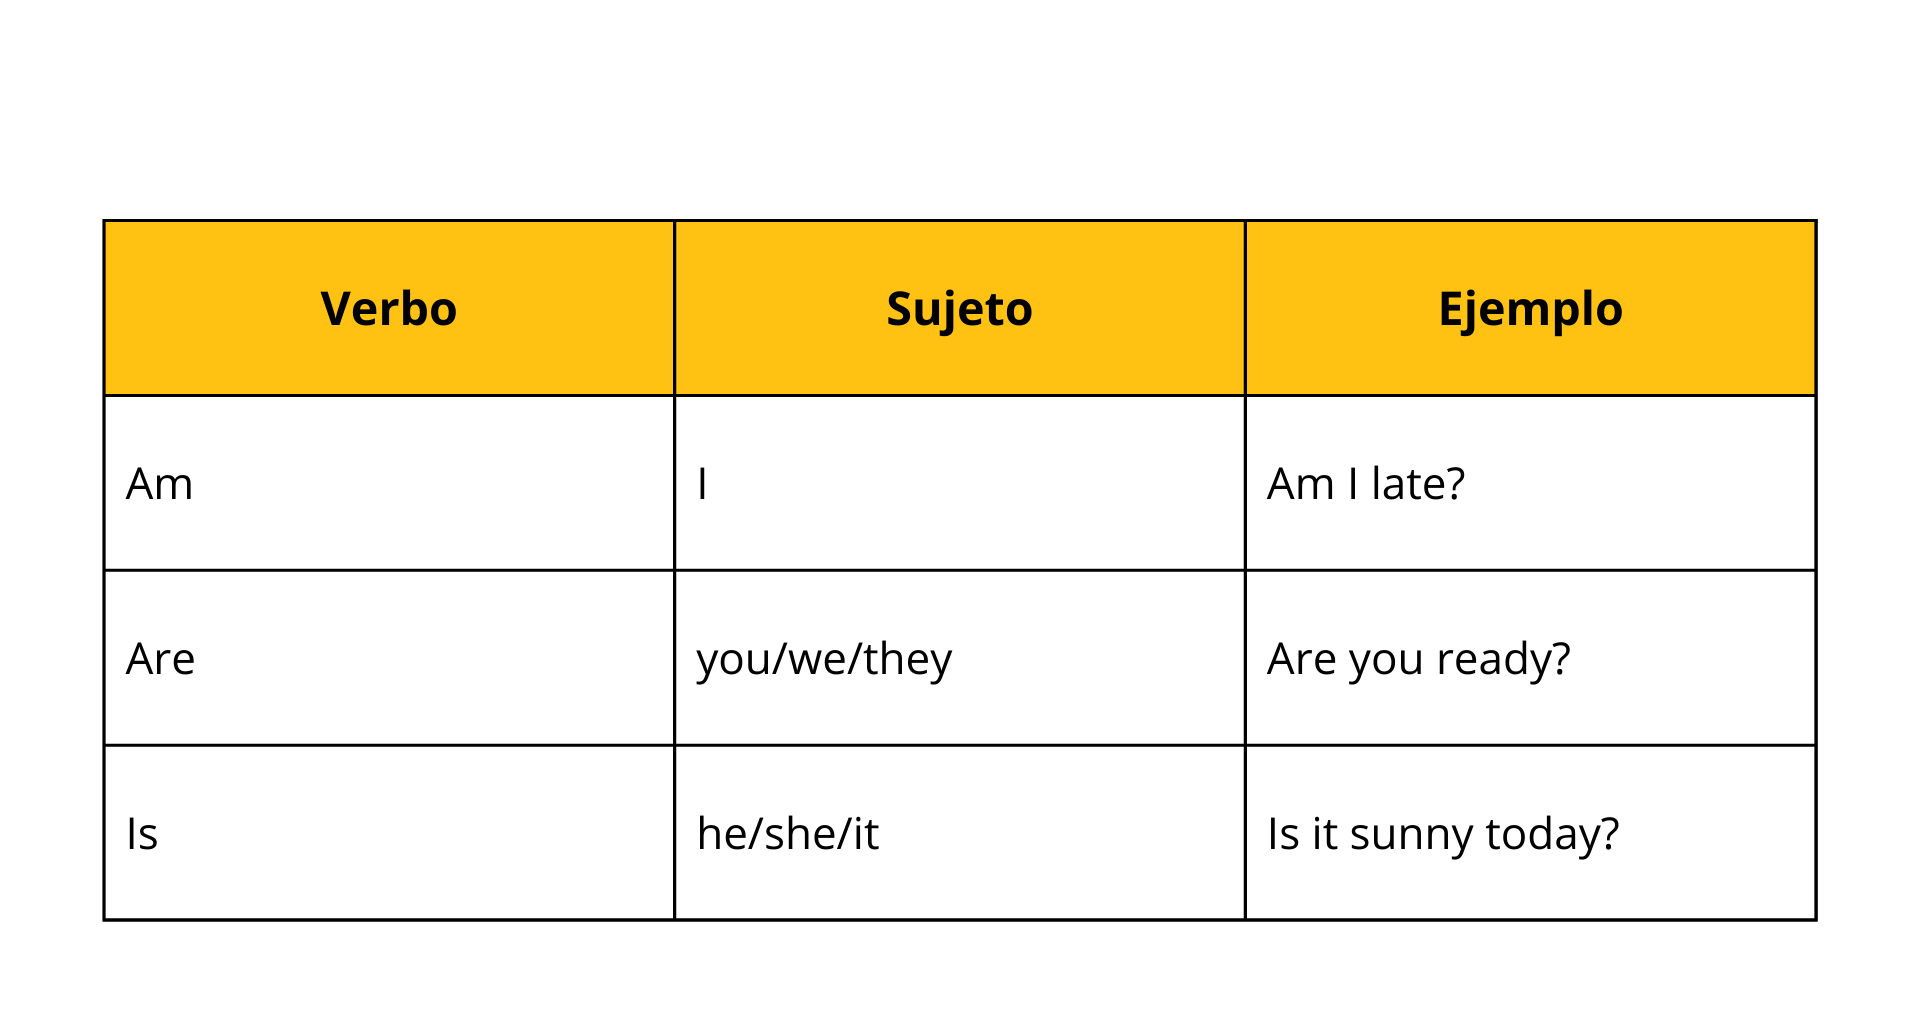 Verbo Sujeto Ejemplo
Am I Am I late?
Are you/we/they Are you ready?
Is he/she/it Is it sunny today?